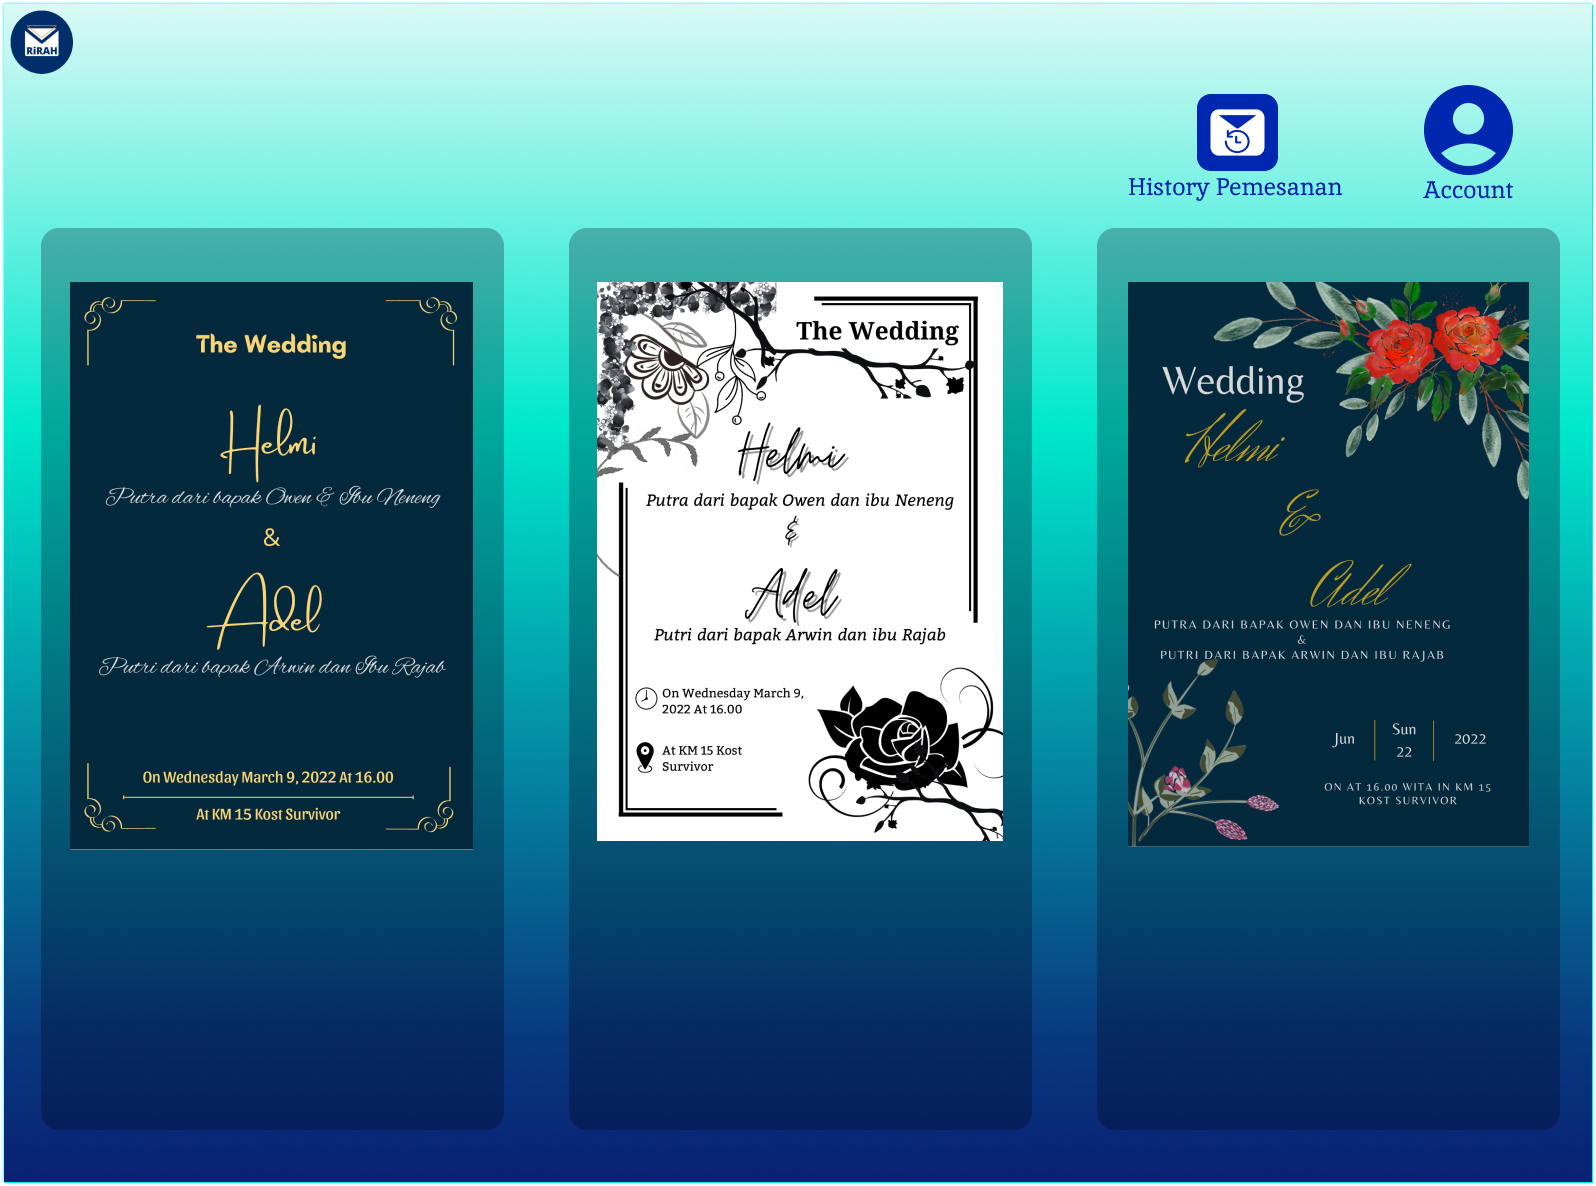 RiRAH
History Pemesanan
Account
The Wedding
Helmi
Putra dari bapak Owen & Ibu Neneng
&
Adel
Putri dari bapak Arwin dan Ibu Rajab
On Wednesday March 9, 2022 At 16.00
At KM 15 Kost Survivor
The Wedding
Helmi
Putra dari bapak Owen dan ibu Neneng
&
Adel
Putri dari bapak Arwin dan ibu Rajab
On Wednesday March 9,
2022 At 16.00
At KM 15 Kost
Survivor
Wedding
Helmi
&
Adel
PUTRA DARI BAPAK OWEN DAN IBU NENENG
&
PUTRI DARI BAPAK ARWIN DAN IBU RAJAB
Jun
Sun
22
2022
ON AT 16.00 WITA IN KM 15
KOST SURVIVOR